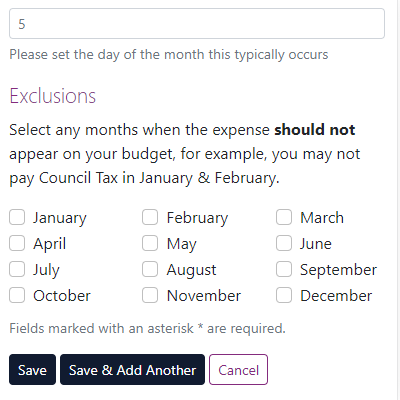 5
Please set the day of the month this typically occurs
Exclusions
Select any months when the expense should not
appear on your budget, for example, you may not
pay Council Tax in January & February.
January February March
April May June
July August September
October November December
Fields marked with an asterisk * are required.
Save Save & Add Another Cancel